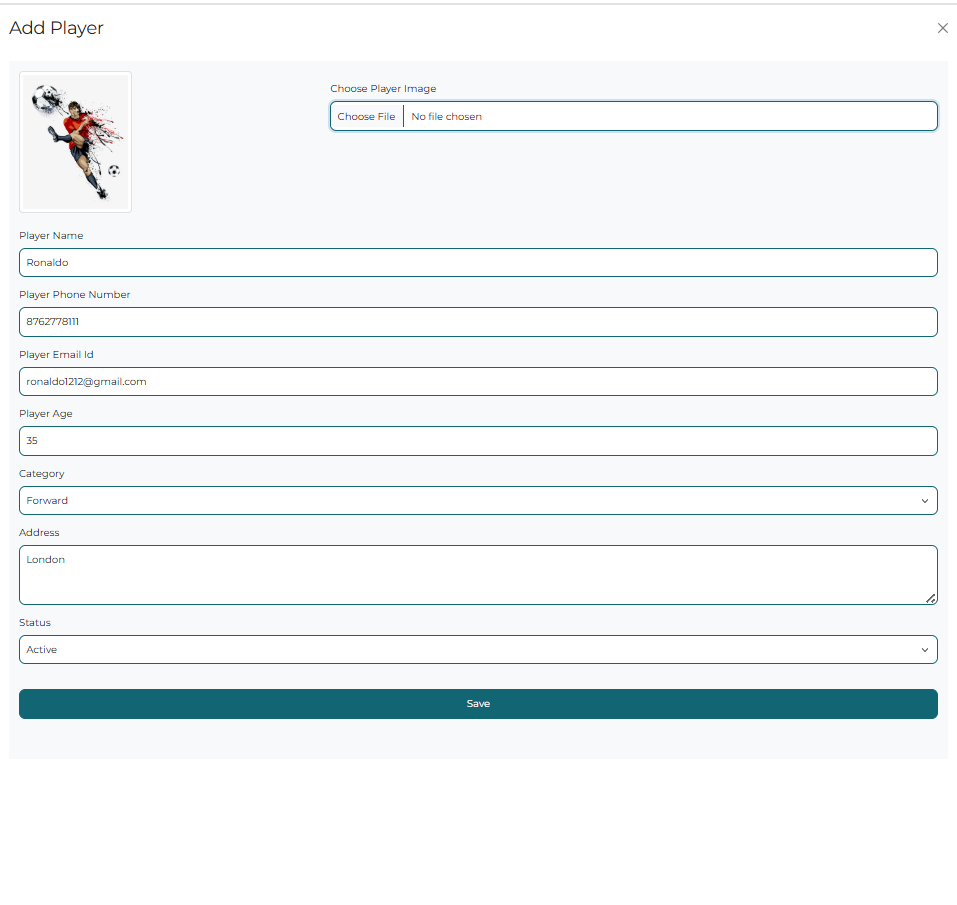 Add Player
Choose Player Image
Choose File No file chosen
Player Name
Ronaldo
Player Phone Number
8762778111
Player Email Id
ronaldo1212@gmail.com
Player Age
35
Category
Forward
Address
London
Status
Active
Save